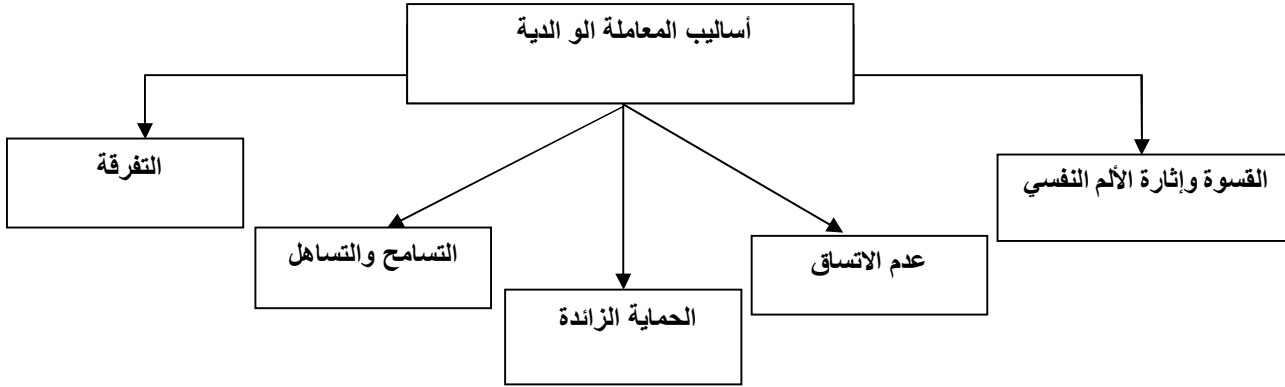 أساليب المعاملة الو الدية
القسوة وإثارة الألم النفسي
عدم الاتساق
الحماية الزائدة
التسامح والتساهل
التفرقة